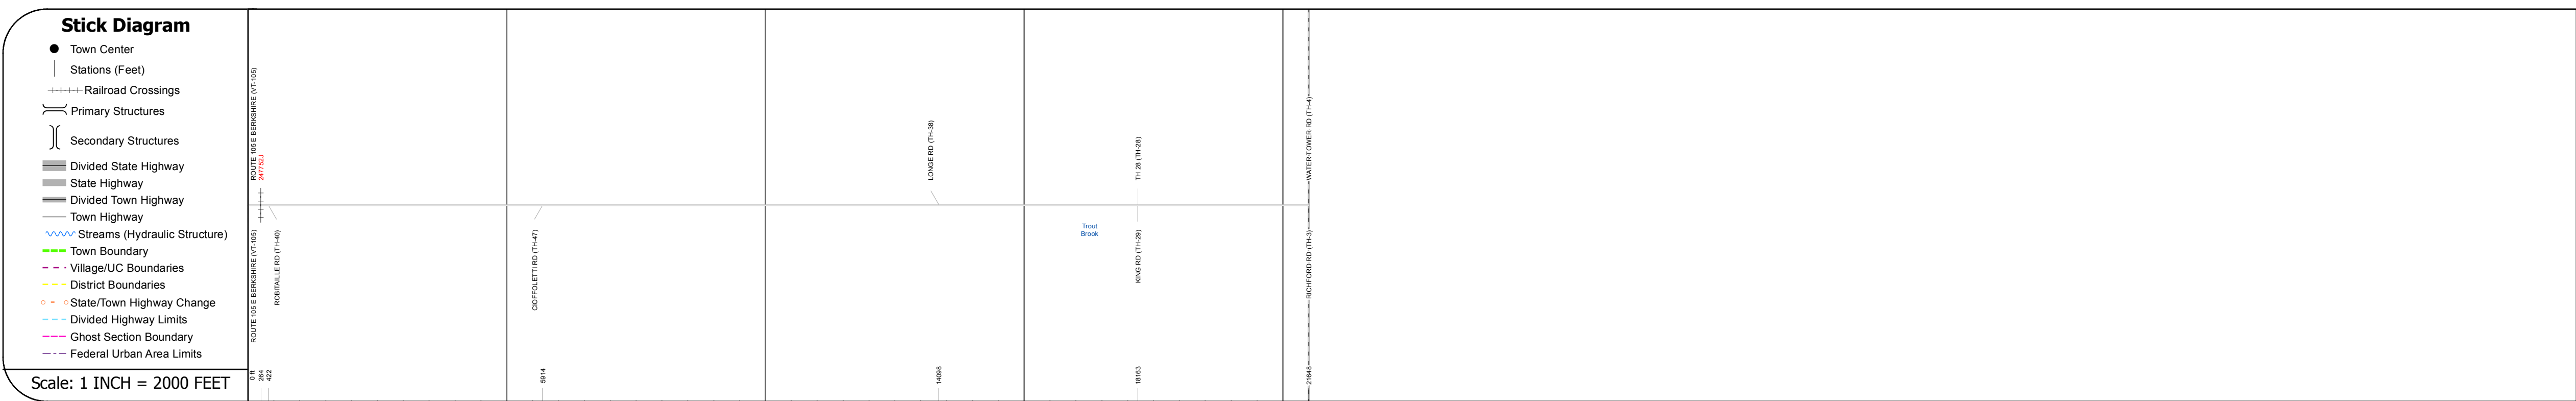 Stick Diagram
Town Center
Stations (Feet)
Railroad Crossings
Primary Structures
Secondary Structures
Divided State Highway
State Highway
Divided Town Highway
Town Highway
Streams (Hydraulic Structure)
Town Boundary
Village/UC Boundaries
District Boundaries
State/Town Highway Change
Divided Highway Limits
Ghost Section Boundary
Federal Urban Area Limits
Scale: 1 INCH = 2000 FEET
ROUTE 105 E BERKSHIRE (VT-105)
247752J
LONGE RD (TH-38)
TH 28 (TH-28)
WATER TOWER RD (TH-4)
ROUTE 105 E BERKSHIRE (VT-105)
ROBITAILLE RD (TH-40)
CIOFFOLETTI RD (TH-47)
Trout
Brook
KING RD (TH-29)
RICHFORD RD (TH-3)
0 ft
264
422
5914
14098
18163
21648